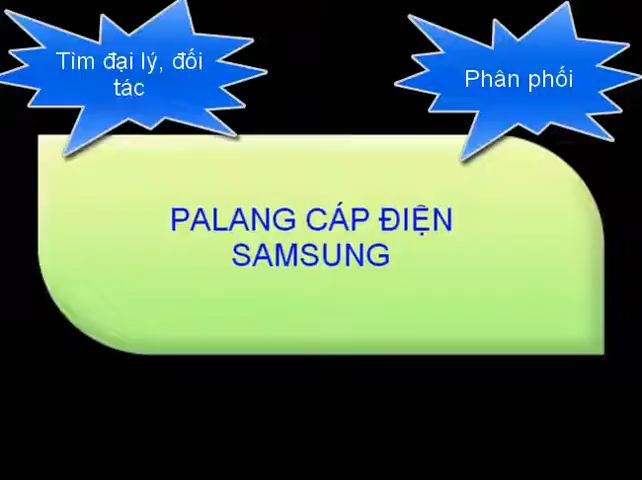 Tìm đại lý, đối
tác
Phân phối
PALANG CÁP ĐIỆN
SAMSUNG